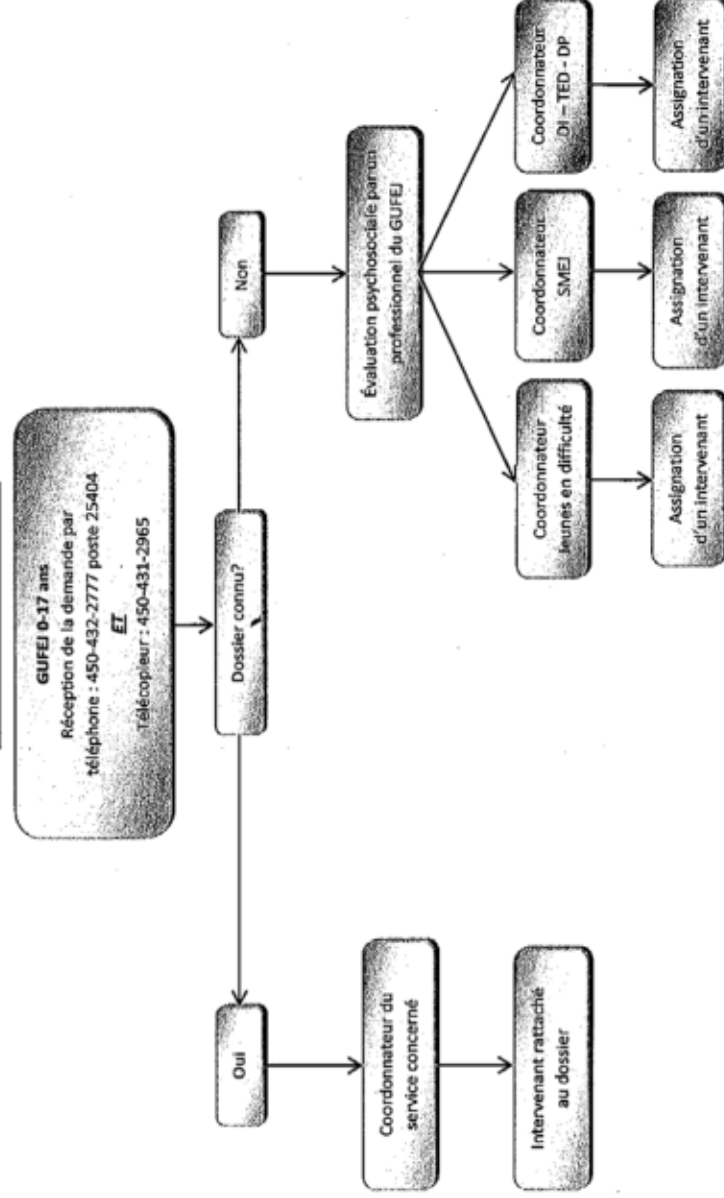 GUFEJ 0-17 ans
Réception de la demande par
téléphone : 450-432-2777 poste 25404
ET
Télécopieur : 450-431-2965
Dossier connu?
Oui
Non
Coordonnateur du
service concerné
Intervenant rattaché
au dossier
Évaluation psychosociale par un
professionnel du GUFEJ
Coordonnateur
Jeunes en difficulté
Coordonnateur
SMEJ
Coordonnateur
DI – TED - DP
Assignation
d'un intervenant
Assignation
d'un intervenant
Assignation
d'un intervenant